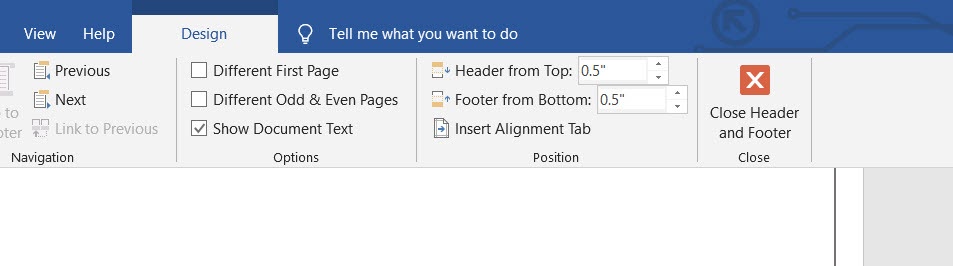 View Help Design Tell me what you want to do
Previous
Next
Link to Previous
Navigation
Different First Page
Different Odd & Even Pages
Show Document Text
Options
Header from Top: 0.5"
Footer from Bottom: 0.5"
Insert Alignment Tab
Position
Close Header
and Footer
Close